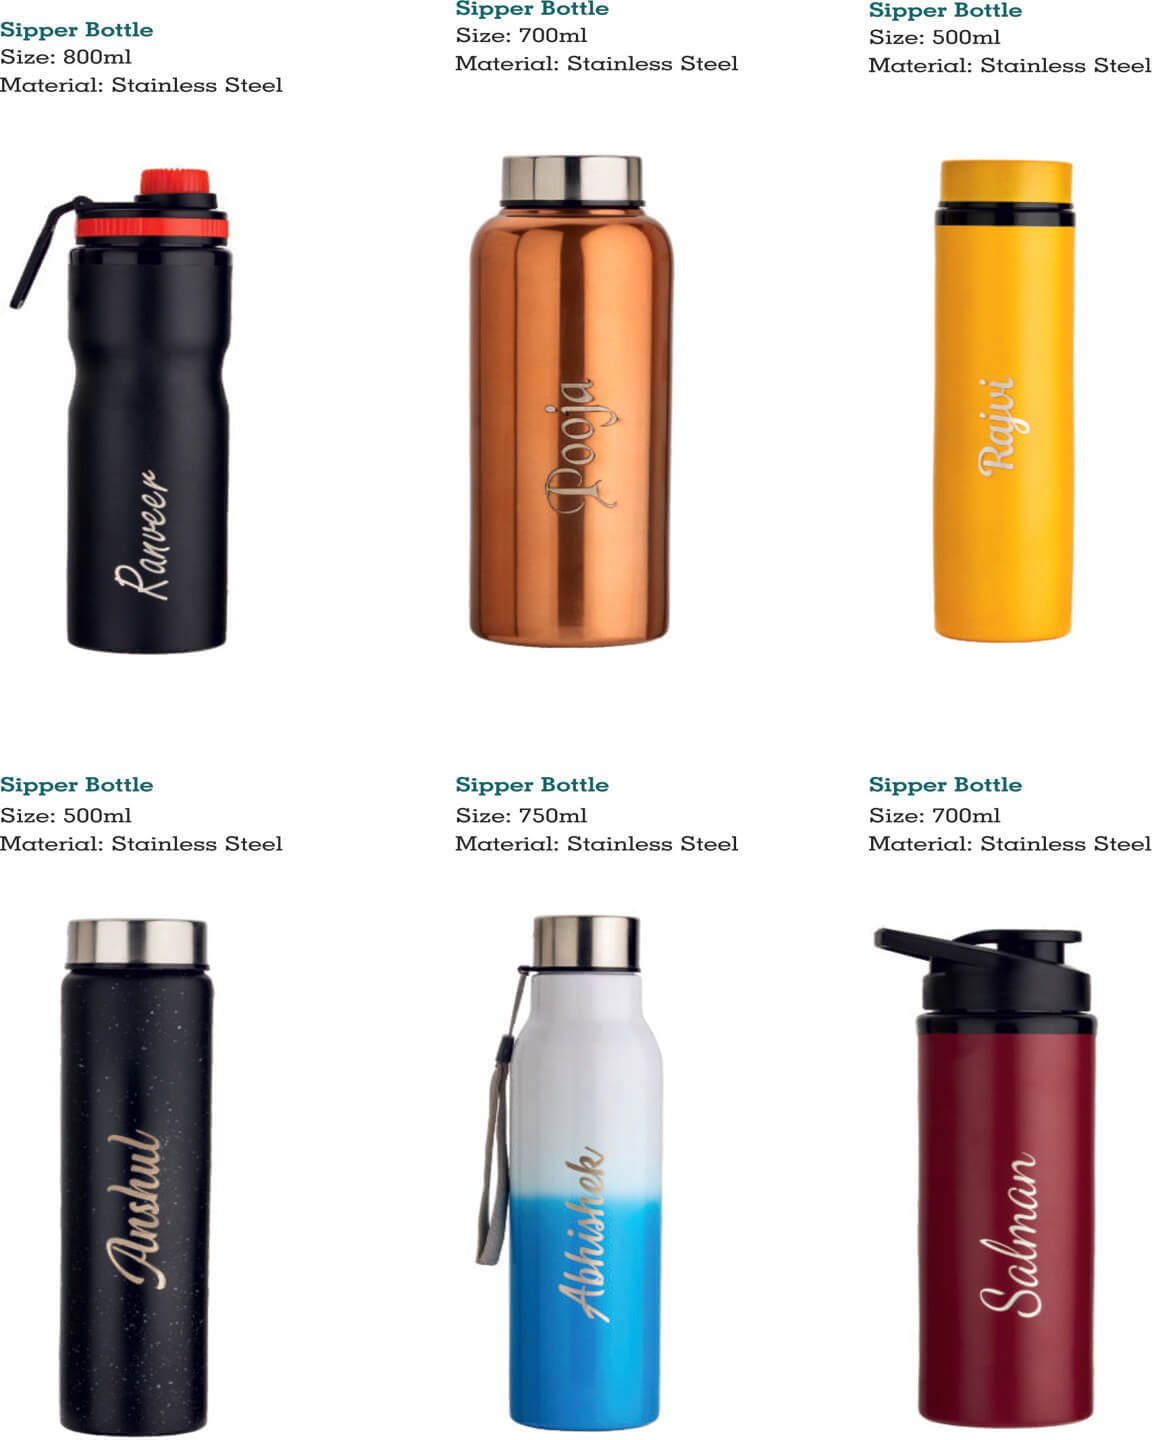 Sipper Bottle
Size: 800ml
Material: Stainless Steel
Sipper Bottle
Size: 700ml
Material: Stainless Steel
Sipper Bottle
Size: 500ml
Material: Stainless Steel
Ranveer
Pooja
Rajvi
Sipper Bottle
Size: 500ml
Material: Stainless Steel
Sipper Bottle
Size: 750ml
Material: Stainless Steel
Sipper Bottle
Size: 700ml
Material: Stainless Steel
Anshul
Abhishek
Salman